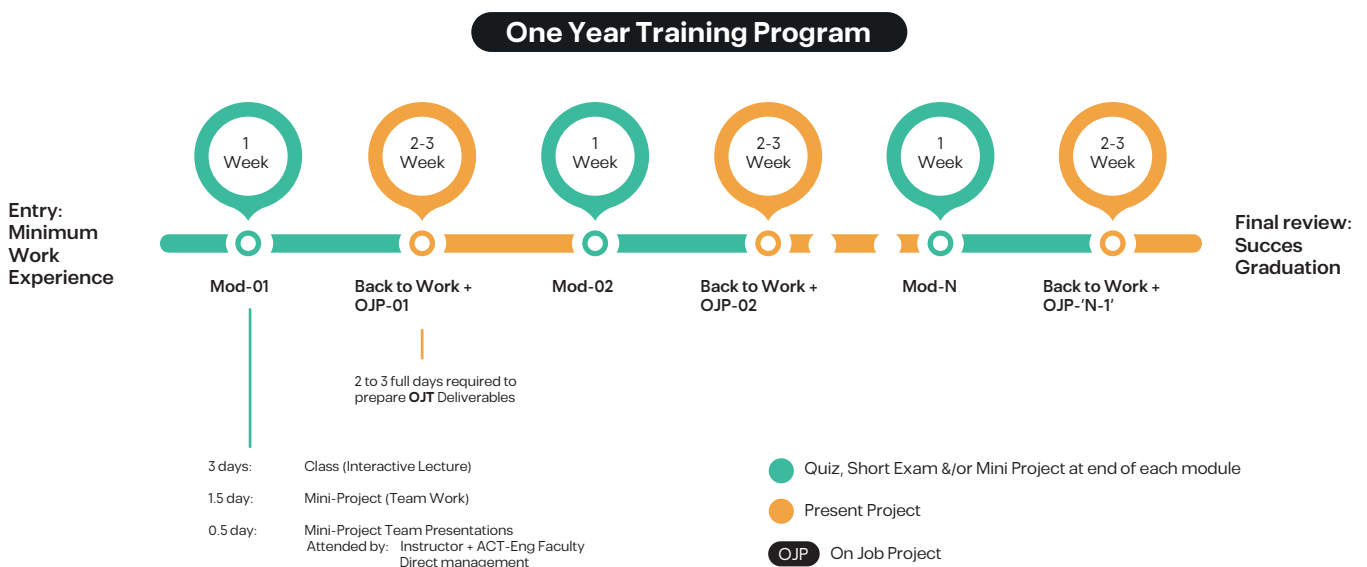 One Year Training Program
1
Week
2-3
Week
1
Week
2-3
Week
1
Week
2-3
Week
Entry:
Minimum
Work
Experience
Final review:
Succes
Graduation
Mod-01
Back to Work +
OJP-01
Mod-02
Back to Work +
OJP-02
Mod-N
Back to Work +
OJP-'N-1'
2 to 3 full days required to
prepare OJT Deliverables
3 days: Class (Interactive Lecture)
1.5 day: Mini-Project (Team Work)
0.5 day: Mini-Project Team Presentations
Attended by: Instructor + ACT-Eng Faculty
Direct management
Quiz, Short Exam &/or Mini Project at end of each module
Present Project
OJP On Job Project